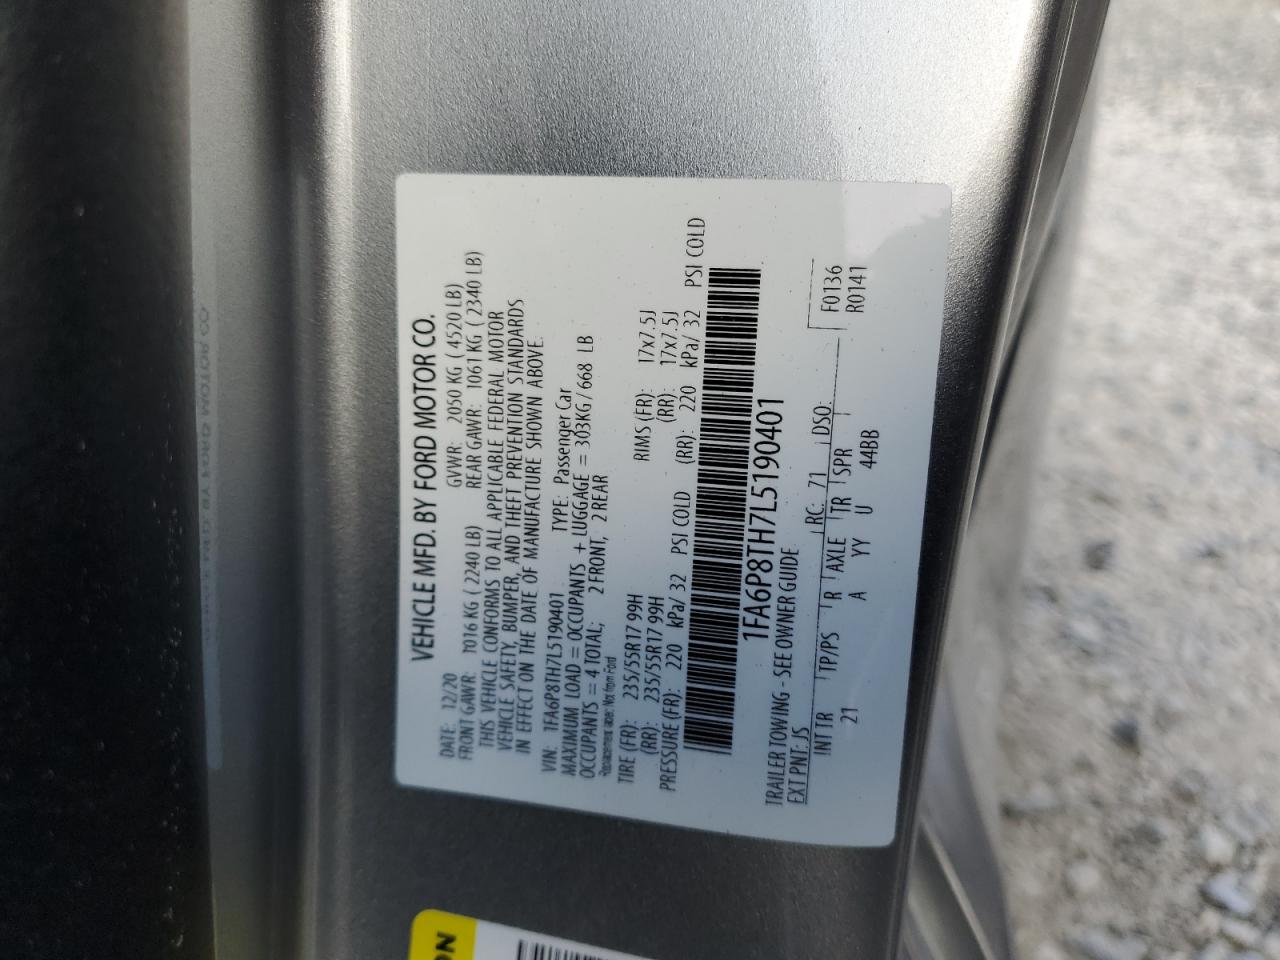 VEHICLE MFD. BY FORD MOTOR CO.
DATE: 12/20 GVWR: 2050 KG ( 4520 LB)
FRONT GAWR: 1016 KG ( 2240 LB) REAR GAWR: 1061 KG ( 2340 LB)
THIS VEHICLE CONFORMS TO ALL APPLICABLE FEDERAL MOTOR
VEHICLE SAFETY, BUMPER, AND THEFT PREVENTION STANDARDS
IN EFFECT ON THE DATE OF MANUFACTURE SHOWN ABOVE.
VIN: 1FA6P8TH7L5190401 TYPE: Passenger Car
MAXIMUM LOAD = OCCUPANTS + LUGGAGE = 303KG / 668 LB
OCCUPANTS = 4 TOTAL; 2 FRONT, 2 REAR
Replacement label: Not from Ford
TIRE (FR): 235/55R17 99H RIMS (FR): 17x7.5J
(RR): 235/55R17 99H (RR): 17x7.5J
PRESSURE (FR): 220 kPa/ 32 PSI COLD (RR): 220 kPa/ 32 PSI COLD
1FA6P8TH7L5190401
TRAILER TOWING - SEE OWNER GUIDE
EXT PNT: JS RC: 71 DSO:
INT TR TP/PS R AXLE TR SPR F0136
21 A YY U 44BB R0141